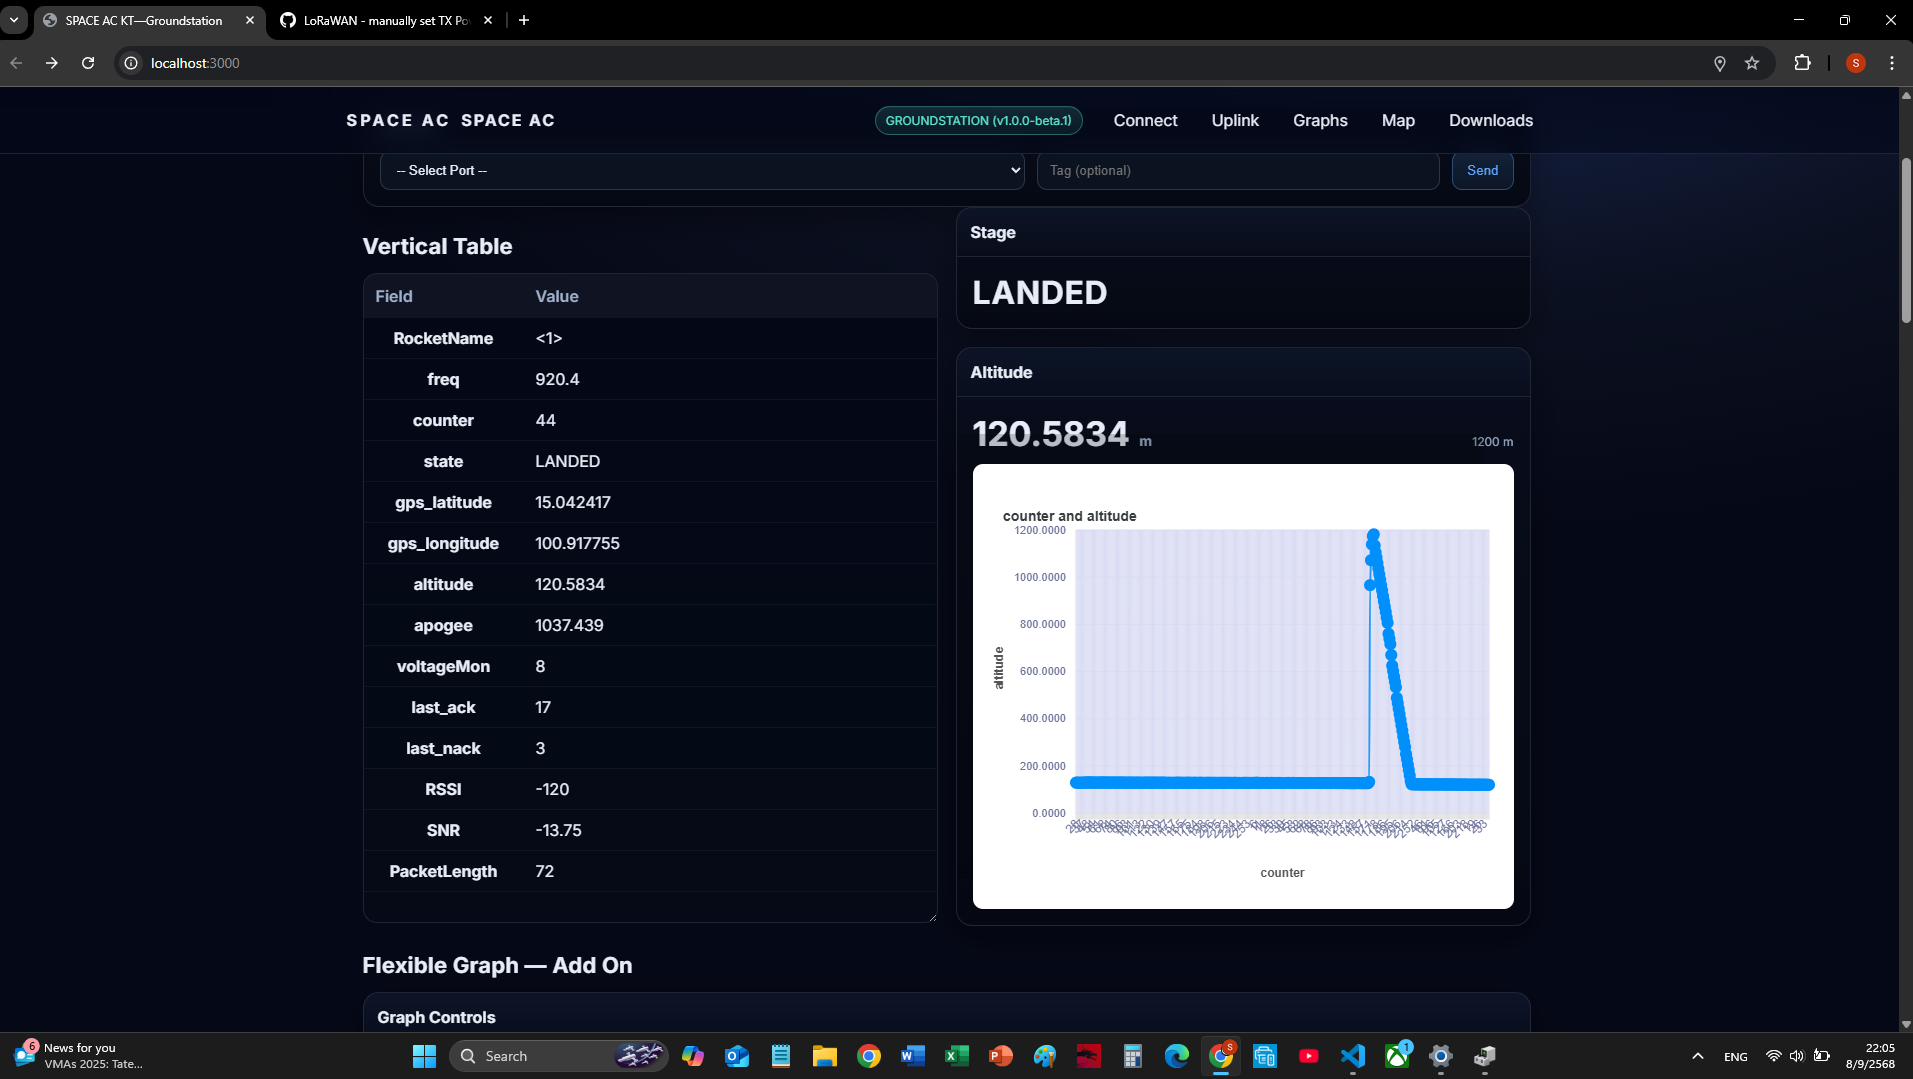 SPACE AC KT—Groundstation
LoRaWAN - manually set TX Po
localhost:3000
S
SPACE AC SPACE AC
GROUNDSTATION (v1.0.0-beta.1)
Connect
Uplink
Graphs
Map
Downloads
-- Select Port --
Tag (optional)
Send
Vertical Table
Field Value
RocketName <1>
freq 920.4
counter 44
state LANDED
gps_latitude 15.042417
gps_longitude 100.917755
altitude 120.5834
apogee 1037.439
voltageMon 8
last_ack 17
last_nack 3
RSSI -120
SNR -13.75
PacketLength 72
Stage
LANDED
Altitude
120.5834 m
1200 m
counter and altitude
1200.0000
1000.0000
800.0000
600.0000
400.0000
200.0000
0.0000
altitude
counter
Flexible Graph — Add On
Graph Controls
6
News for you
VMAs 2025: Tate...
Search
S
1
ENG
22:05
8/9/2568